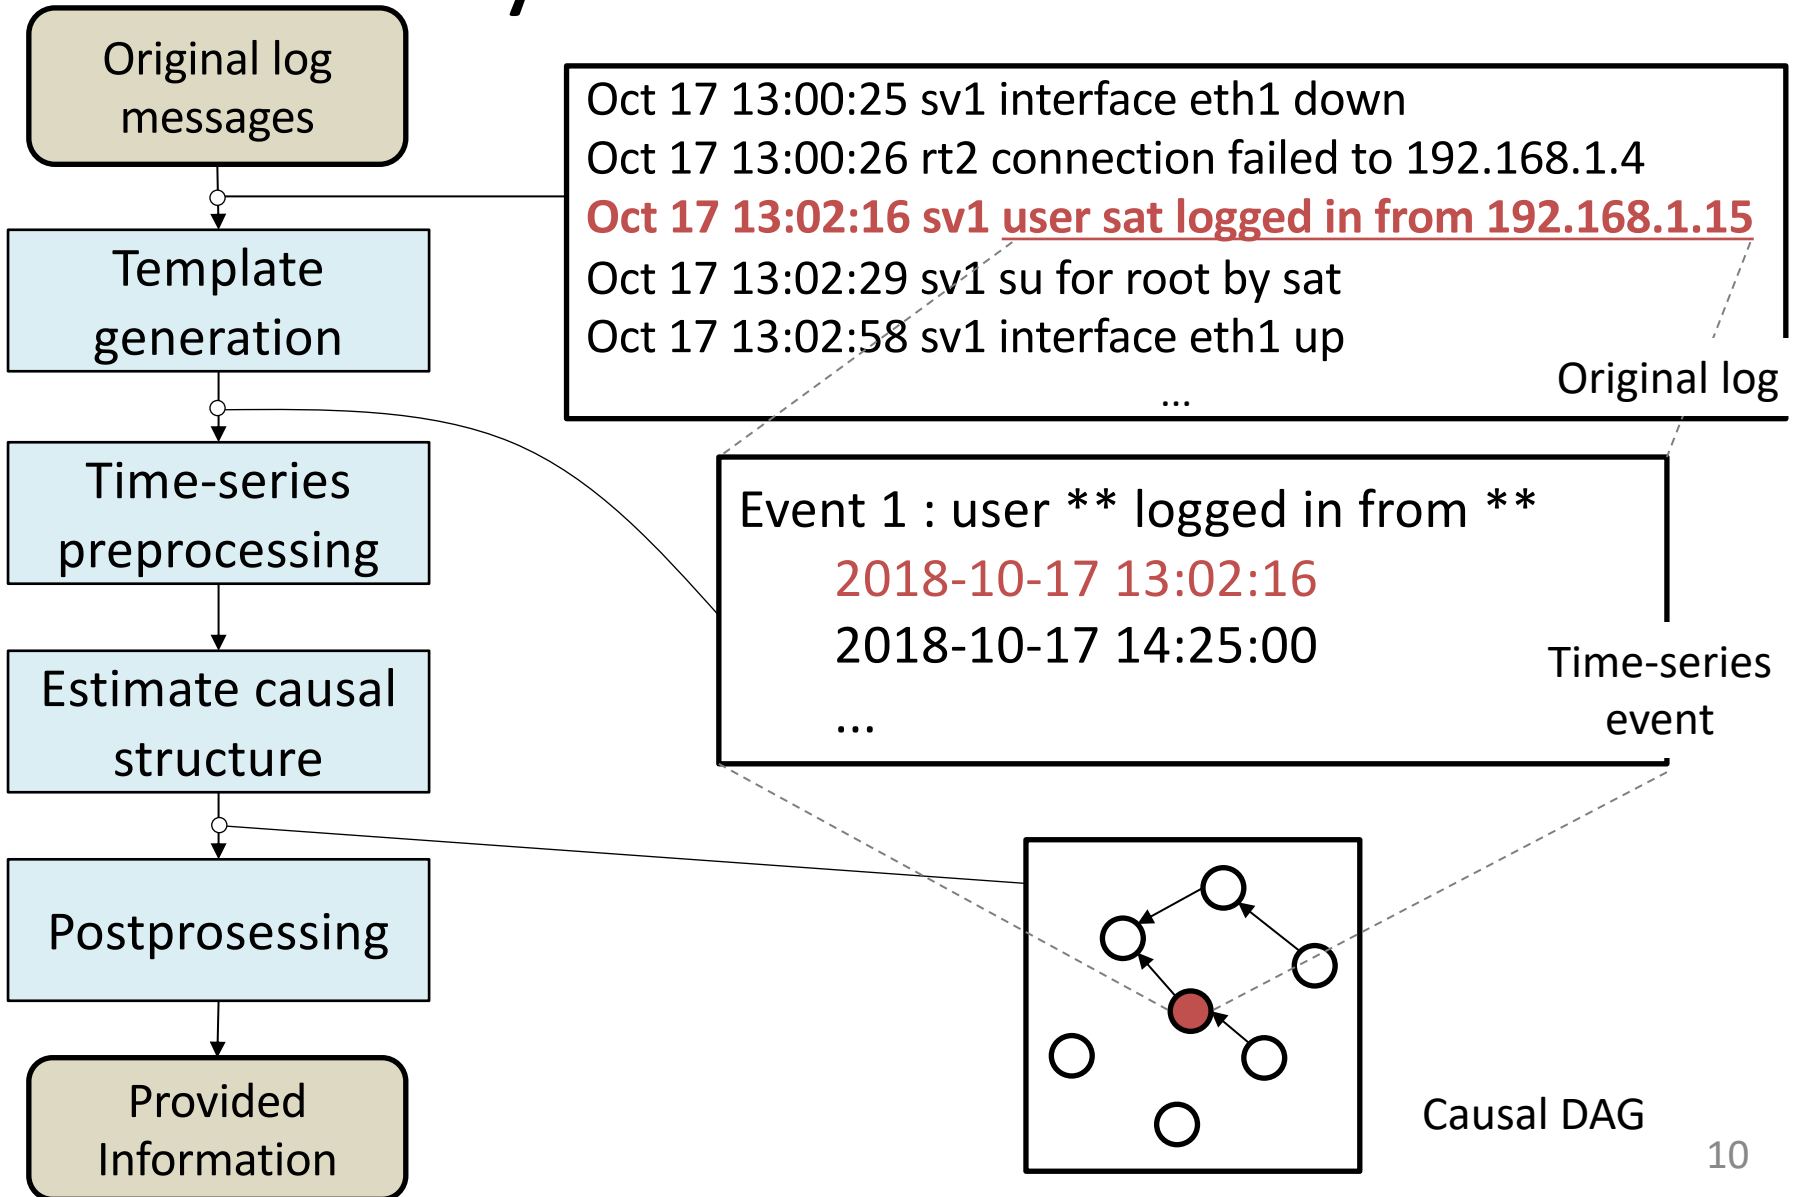 Original log
messages
Template
generation
Time-series
preprocessing
Estimate causal
structure
Postprosessing
Provided
Information
Oct 17 13:00:25 sv1 interface eth1 down
Oct 17 13:00:26 rt2 connection failed to 192.168.1.4
Oct 17 13:02:16 sv1 user sat logged in from 192.168.1.15
Oct 17 13:02:29 sv1 su for root by sat
Oct 17 13:02:58 sv1 interface eth1 up
...
Original log
Event 1 : user ** logged in from **
2018-10-17 13:02:16
2018-10-17 14:25:00
...
Time-series
event
Causal DAG
10